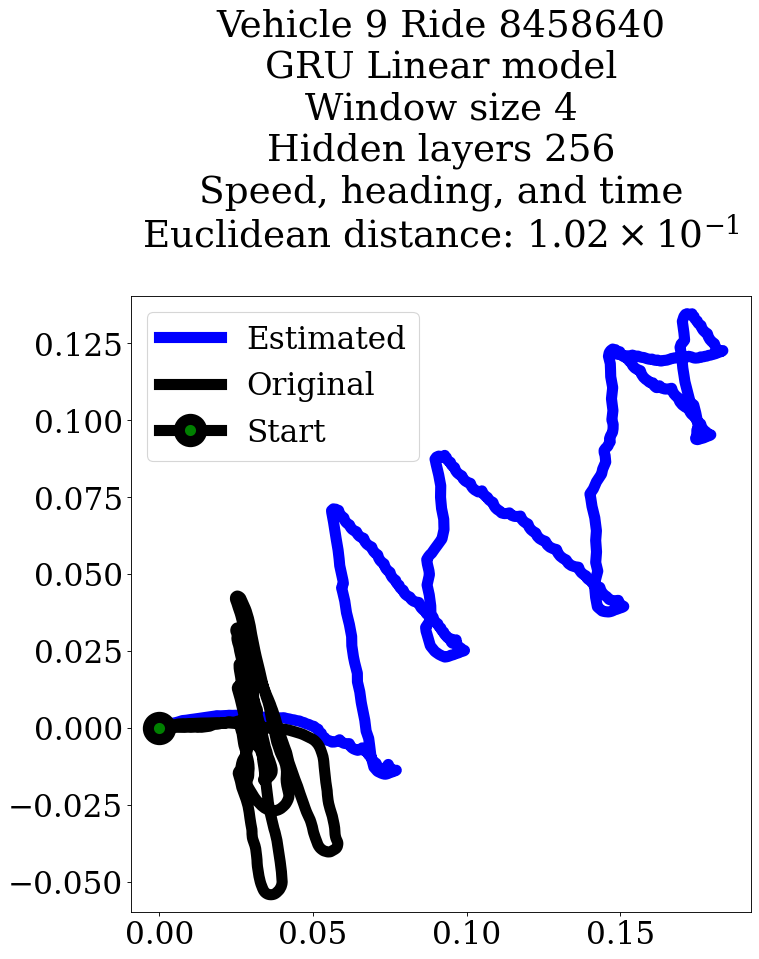 Vehicle 9 Ride 8458640
GRU Linear model
Window size 4
Hidden layers 256
Speed, heading, and time
Euclidean distance: 1.02 × 10⁻¹
Estimated
Original
Start
0.125
0.100
0.075
0.050
0.025
0.000
−0.025
−0.050
0.00 0.05 0.10 0.15